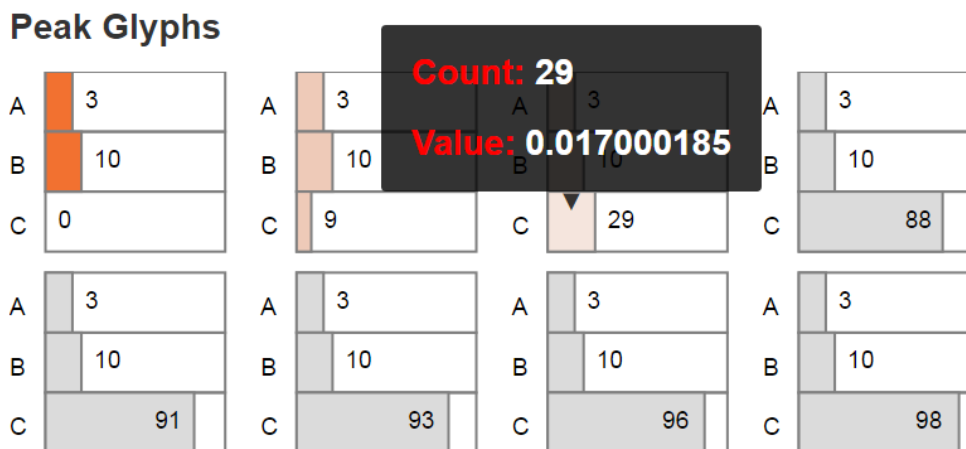 Peak Glyphs
Count: 29
Value: 0.017000185
A 3 A 3 A 3 A 3
B 10 B 10 B 10 B 10
C 0 C 9 C 29 C 88
A 3 A 3 A 3 A 3
B 10 B 10 B 10 B 10
C 91 C 93 C 96 C 98